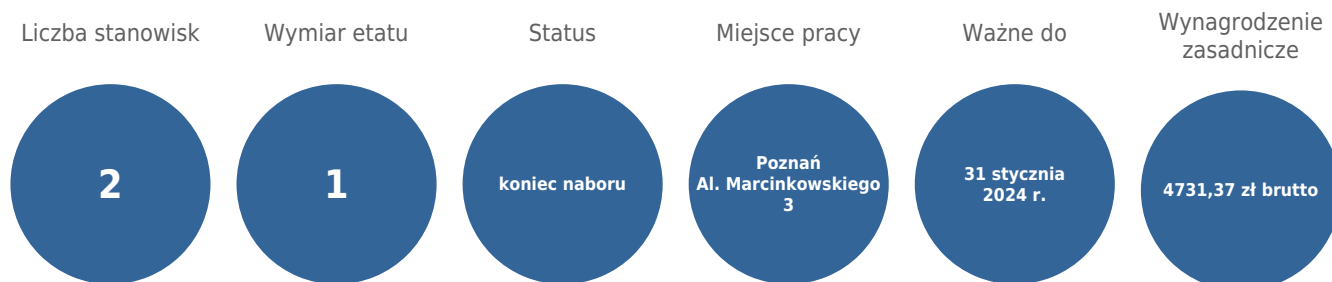 Liczba stanowisk
Wymiar etatu
Status
Miejsce pracy
Ważne do
Wynagrodzenie
zasadnicze
2
1
koniec naboru
Poznań
Al. Marcinkowskiego
3
31 stycznia
2024 r.
4731,37 zł brutto